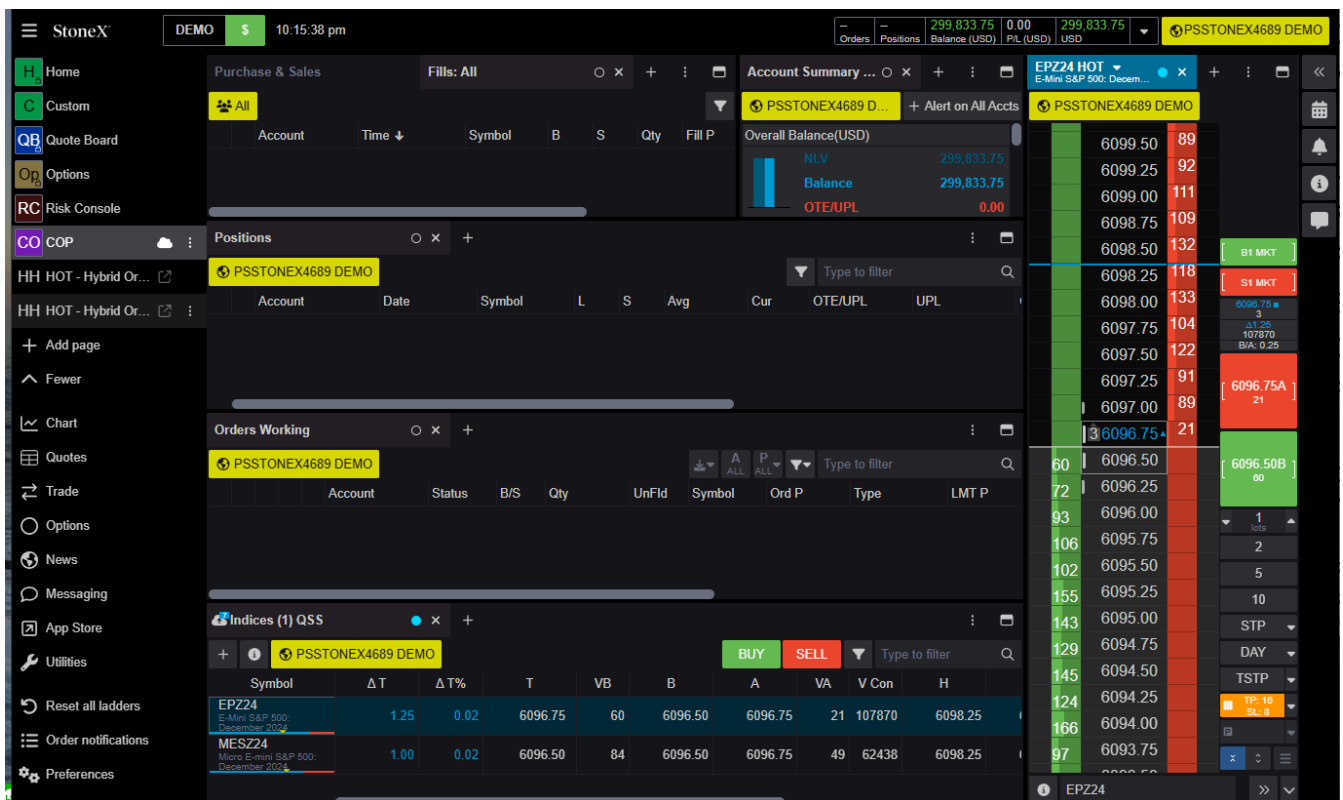 StoneX
DEMO
$
10:15:38 pm
–
Orders
–
Positions
299,833.75
Balance (USD)
0.00
P/L (USD)
299,833.75
USD
PSSTONEX4689 DEMO
H Home
C Custom
QB Quote Board
Op Options
RC Risk Console
CO COP
HH HOT - Hybrid Or...
HH HOT - Hybrid Or...
Add page
Fewer
Chart
Quotes
Trade
Options
News
Messaging
App Store
Utilities
Reset all ladders
Order notifications
Preferences
Purchase & Sales
Fills: All
All
Account Time Symbol B S Qty Fill P
Account Summary ...
PSSTONEX4689 D...
+ Alert on All Accts
Overall Balance(USD)
NLV 299,833.75
Balance 299,833.75
OTE/UPL 0.00
Positions
PSSTONEX4689 DEMO
Type to filter
Account Date Symbol L S Avg Cur OTE/UPL UPL
Orders Working
PSSTONEX4689 DEMO
A ALL
P ALL
Type to filter
Account Status B/S Qty UnFld Symbol Ord P Type LMT P
Indices (1) QSS
PSSTONEX4689 DEMO
BUY
SELL
Type to filter
Symbol Δ T Δ T% T VB B A VA V Con H
EPZ24 1.25 0.02 6096.75 60 6096.50 6096.75 21 107870 6098.25
E-Mini S&P 500:
December 2024
MESZ24 1.00 0.02 6096.50 84 6096.50 6096.75 49 62438 6098.25
Micro E-mini S&P 500:
December 2024
EPZ24 HOT
E-Mini S&P 500: Decem...
PSSTONEX4689 DEMO
6099.50 89
6099.25 92
6099.00 111
6098.75 109
6098.50 132
6098.25 118
6098.00 133
6097.75 104
6097.50 122
6097.25 91
6097.00 89
3 6096.75 21
60 6096.50
72 6096.25
93 6096.00
106 6095.75
102 6095.50
155 6095.25
143 6095.00
129 6094.75
145 6094.50
124 6094.25
166 6094.00
97 6093.75
B1 MKT
S1 MKT
6096.75
3
Δ1.25
107870
B/A: 0.25
6096.75A
21
6096.50B
60
1
lots
2
5
10
STP
DAY
TSTP
TP: 16
SL: 8
P
EPZ24